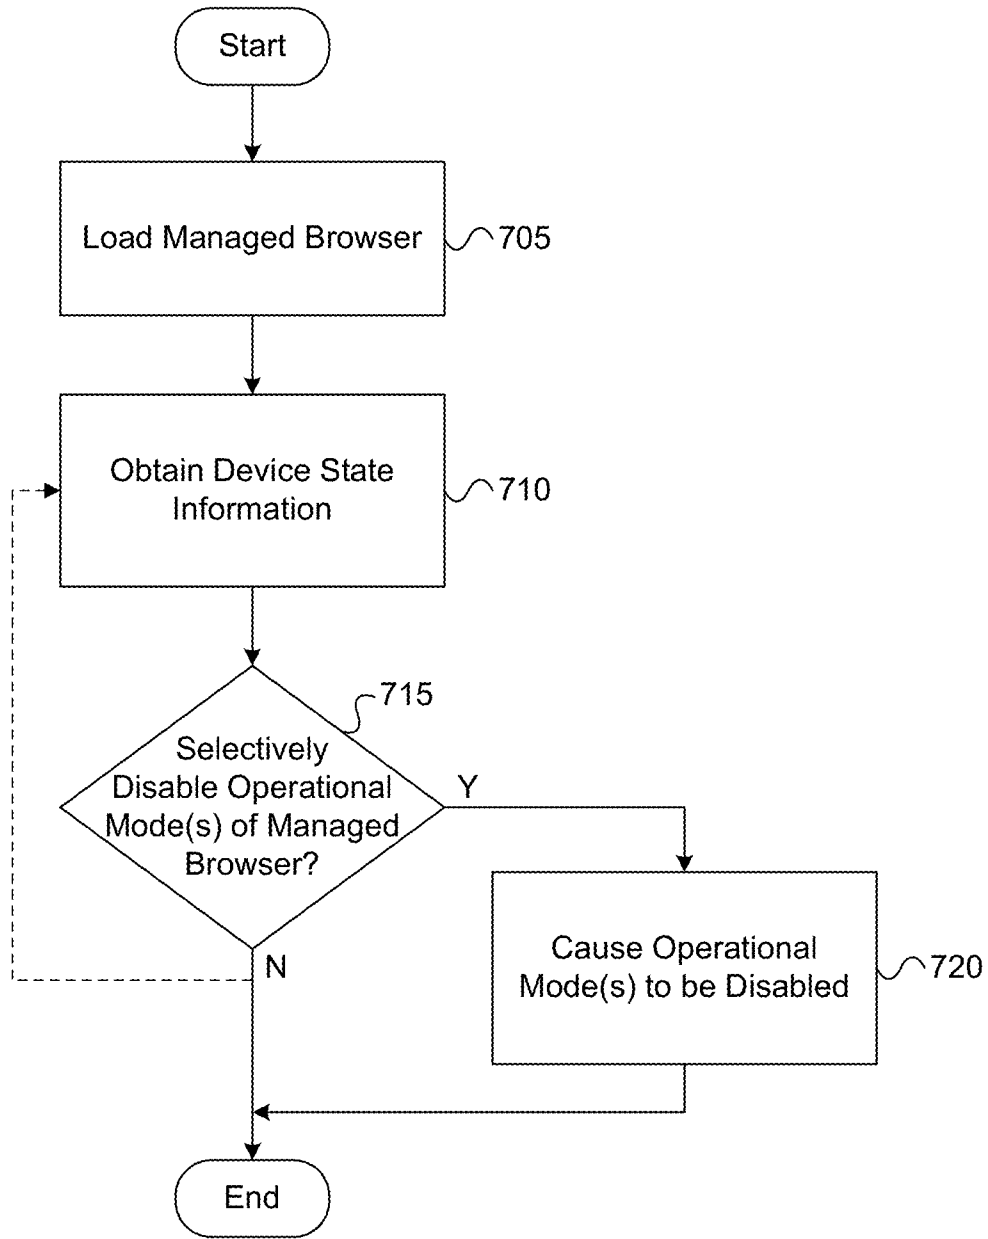 Start
Load Managed Browser
705
Obtain Device State
Information
710
715
Selectively
Disable Operational
Mode(s) of Managed
Browser?
Y
N
Cause Operational
Mode(s) to be Disabled
720
End